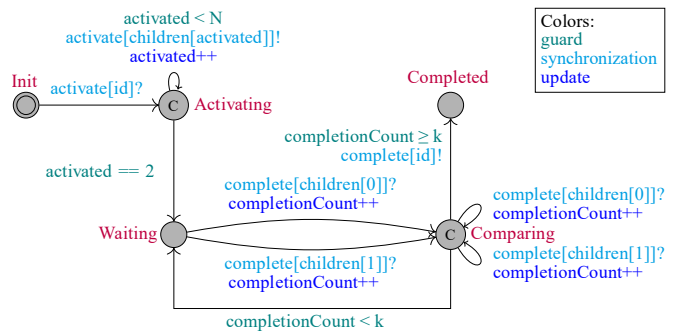 activated < N
activate[children[activated]]!
activated++
Colors:
guard
synchronization
update
Init
activate[id]?
C
Activating
Completed
completionCount ≥ k
complete[id]!
activated == 2
complete[children[0]]?
completionCount++
complete[children[0]]?
completionCount++
Waiting
C
Comparing
complete[children[1]]?
completionCount++
complete[children[1]]?
completionCount++
completionCount < k